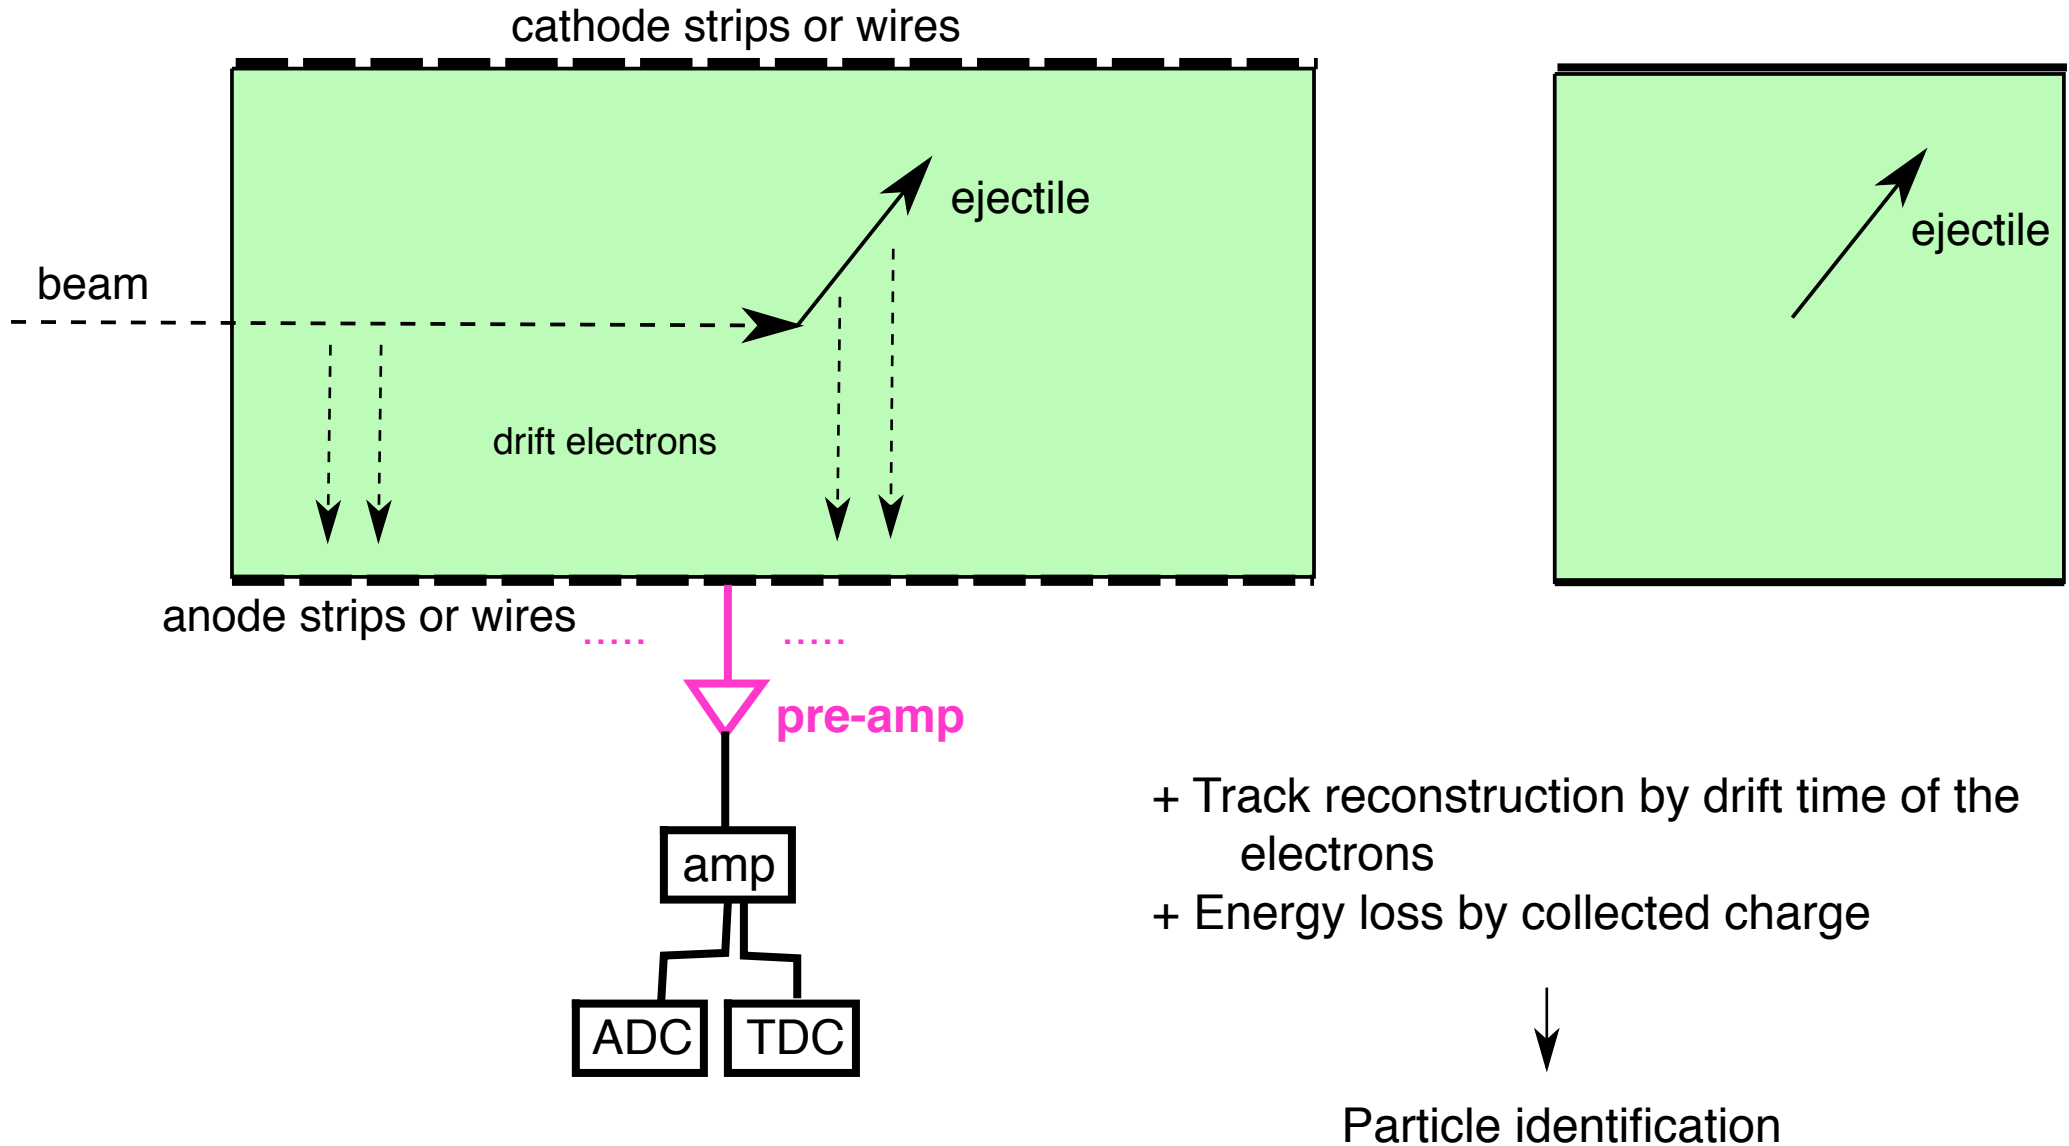 cathode strips or wires
ejectile
ejectile
beam
drift electrons
anode strips or wires
pre-amp
amp
ADC
TDC
+ Track reconstruction by drift time of the
electrons
+ Energy loss by collected charge
Particle identification